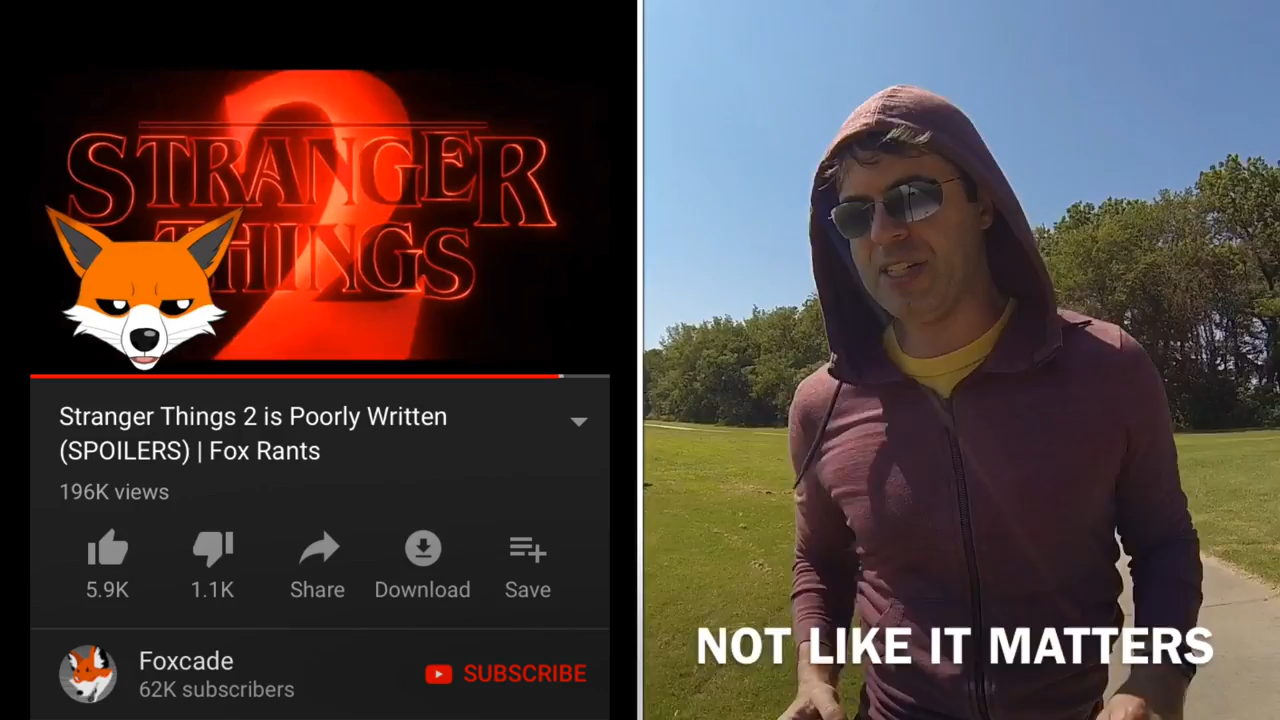 2
STRANGER
THINGS
Stranger Things 2 is Poorly Written
(SPOILERS) | Fox Rants
196K views
5.9K
1.1K
Share
Download
Save
Foxcade
62K subscribers
SUBSCRIBE
NOT LIKE IT MATTERS